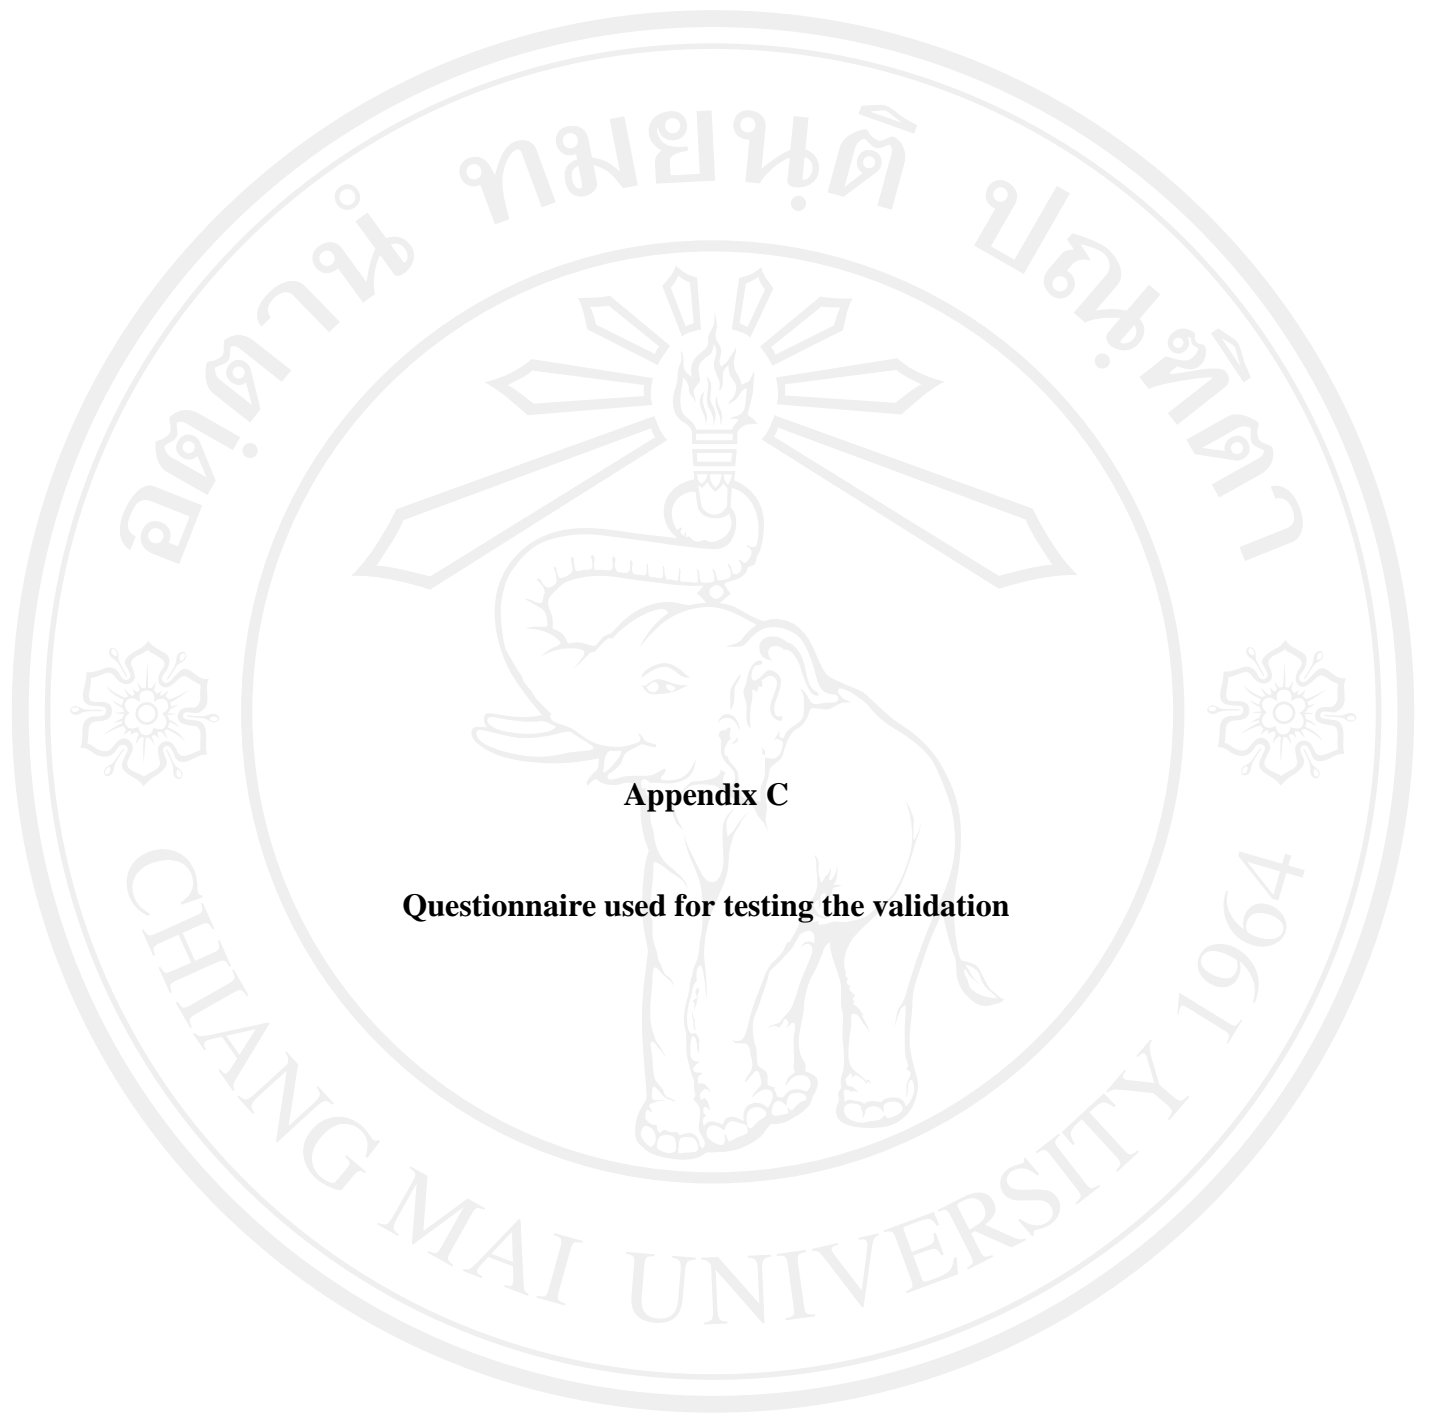 อตฺตานํ ทมยนฺติ ปณฺฑิตา
Appendix C
Questionnaire used for testing the validation
CHIANG MAI UNIVERSITY 1964